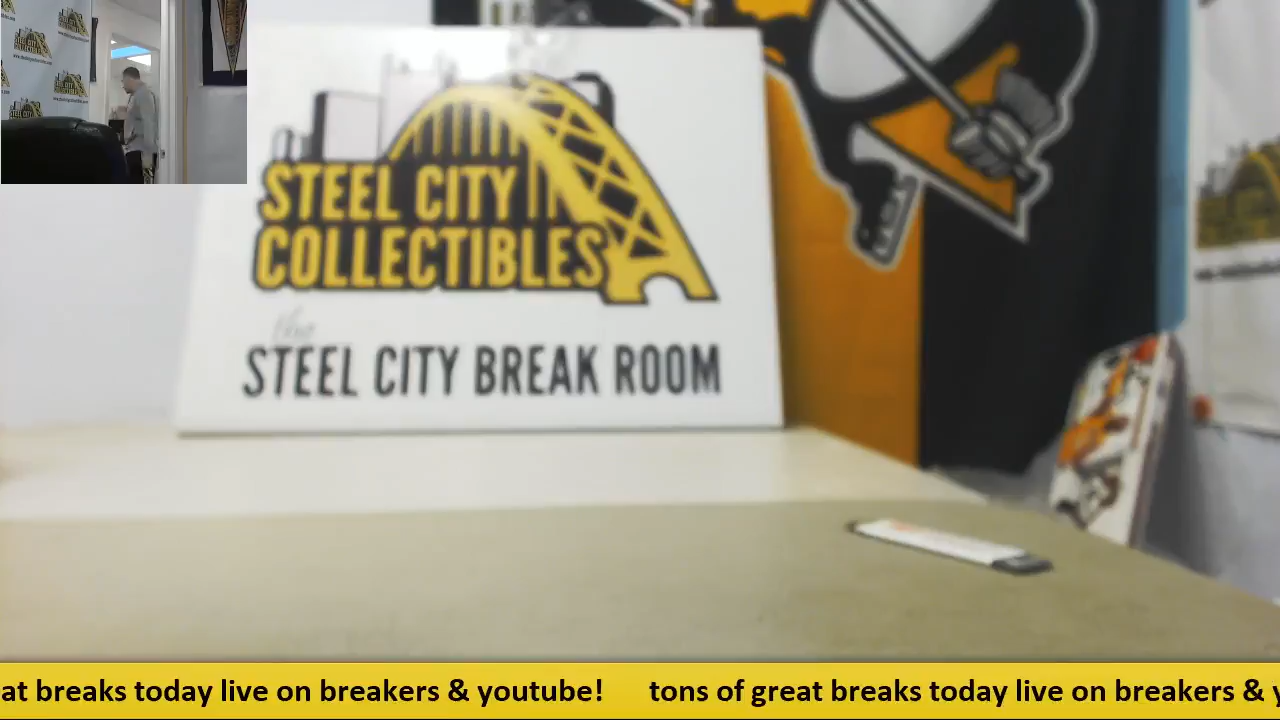 STEEL CITY
COLLECTIBLES
the
STEEL CITY BREAK ROOM
at breaks today live on breakers & youtube! tons of great breaks today live on breakers & y